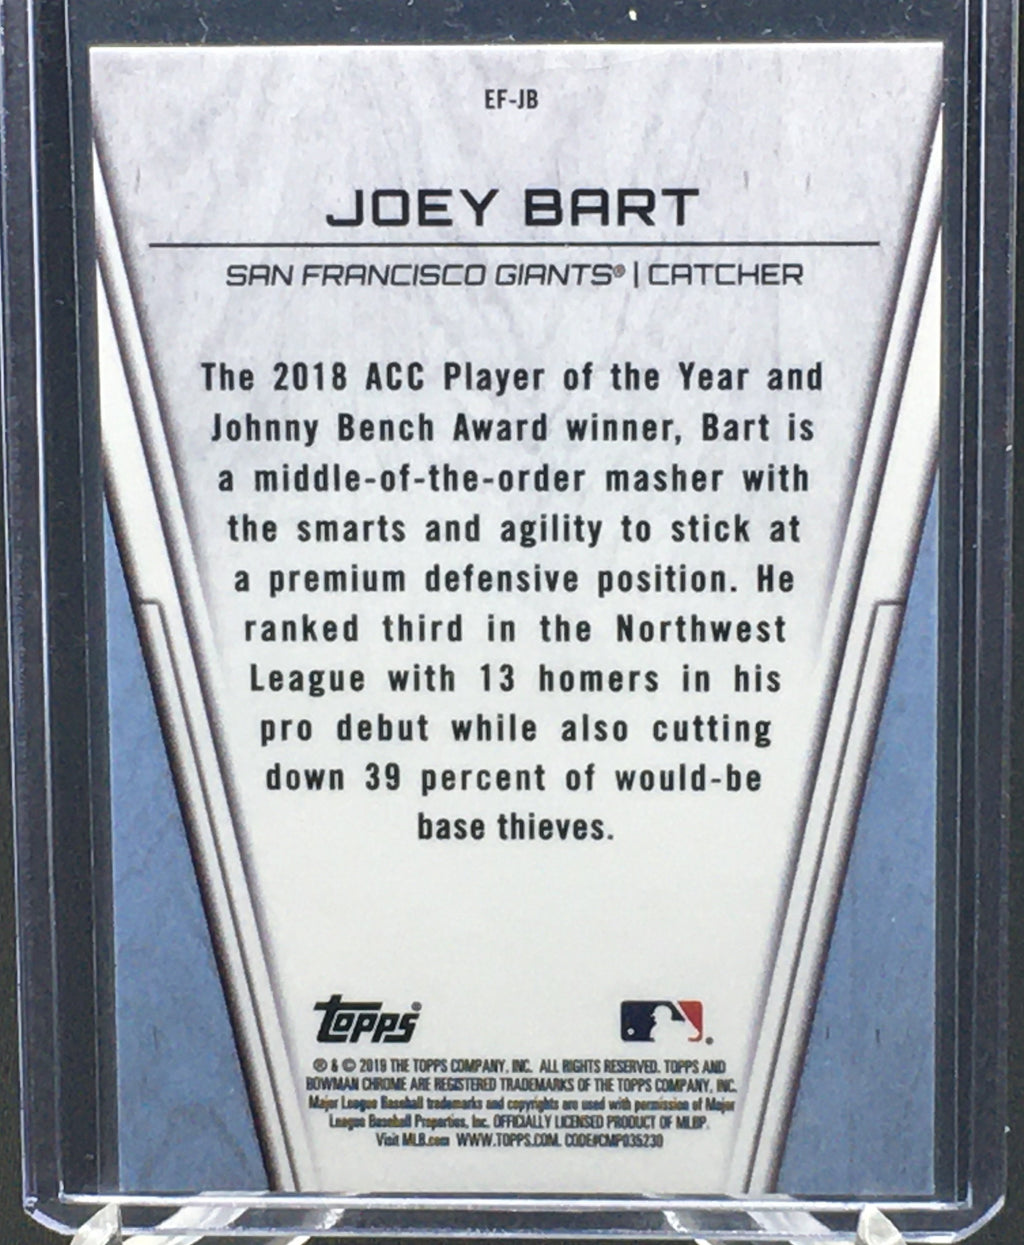 EF-JB
JOEY BART
SAN FRANCISCO GIANTS® | CATCHER
The 2018 ACC Player of the Year and
Johnny Bench Award winner, Bart is
a middle-of-the-order masher with
the smarts and agility to stick at
a premium defensive position. He
ranked third in the Northwest
League with 13 homers in his
pro debut while also cutting
down 39 percent of would-be
base thieves.
topps®
® & © 2019 THE TOPPS COMPANY, INC. ALL RIGHTS RESERVED. TOPPS AND
BOWMAN CHROME ARE REGISTERED TRADEMARKS OF THE TOPPS COMPANY, INC.
Major League Baseball trademarks and copyrights are used with permission of Major
League Baseball Properties, Inc. OFFICIALLY LICENSED PRODUCT OF MLBP.
Visit MLB.com WWW.TOPPS.COM. CODE#CMP035230